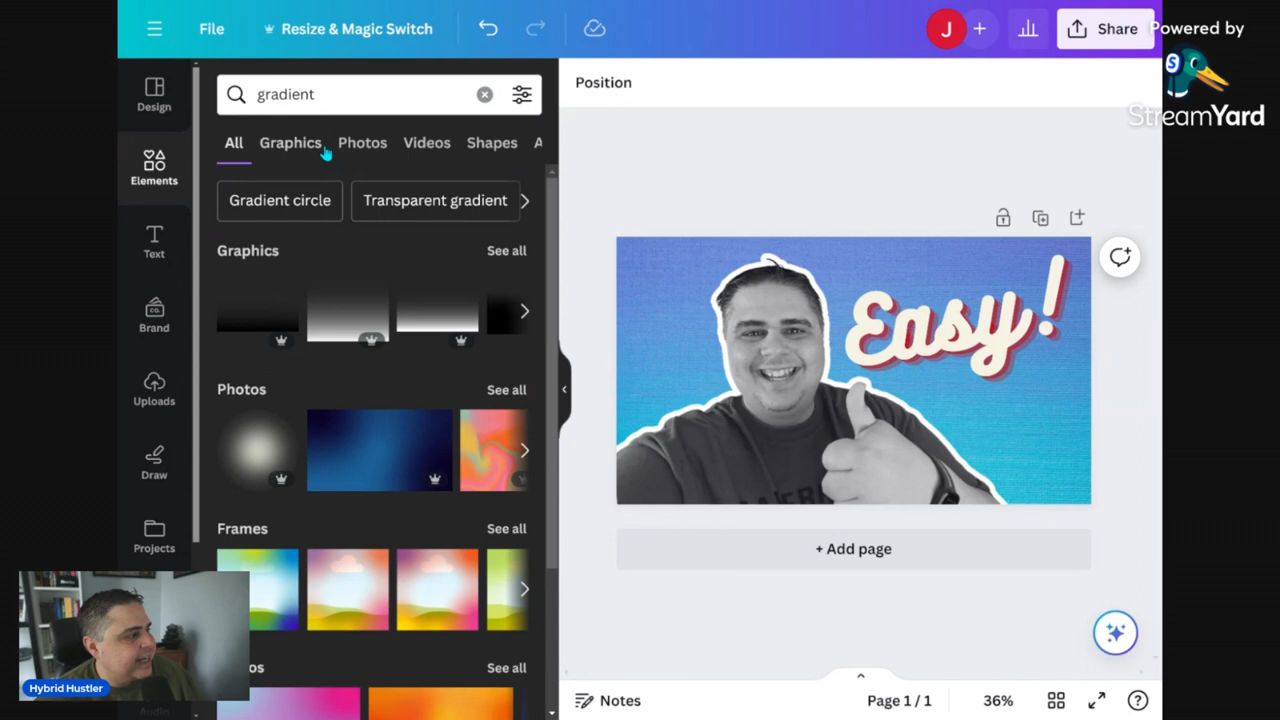 File
Resize & Magic Switch
J
Share
Powered by
StreamYard
Design
Elements
Text
Brand
Uploads
Draw
Projects
Audio
gradient
All Graphics Photos Videos Shapes A
Gradient circle
Transparent gradient
Graphics See all
Photos See all
Frames See all
os See all
Position
Easy!
+ Add page
Notes
Page 1 / 1
36%
Hybrid Hustler